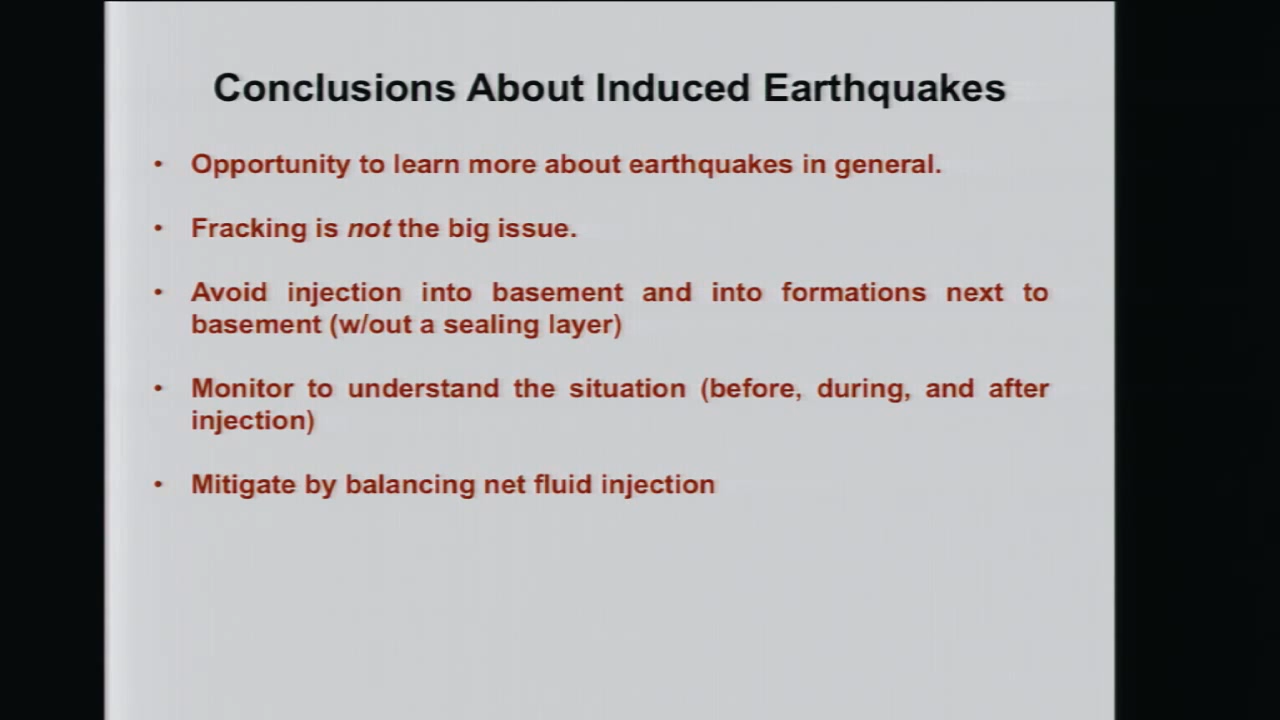 Conclusions About Induced Earthquakes
• Opportunity to learn more about earthquakes in general.
• Fracking is not the big issue.
• Avoid injection into basement and into formations next to
basement (w/out a sealing layer)
• Monitor to understand the situation (before, during, and after
injection)
• Mitigate by balancing net fluid injection